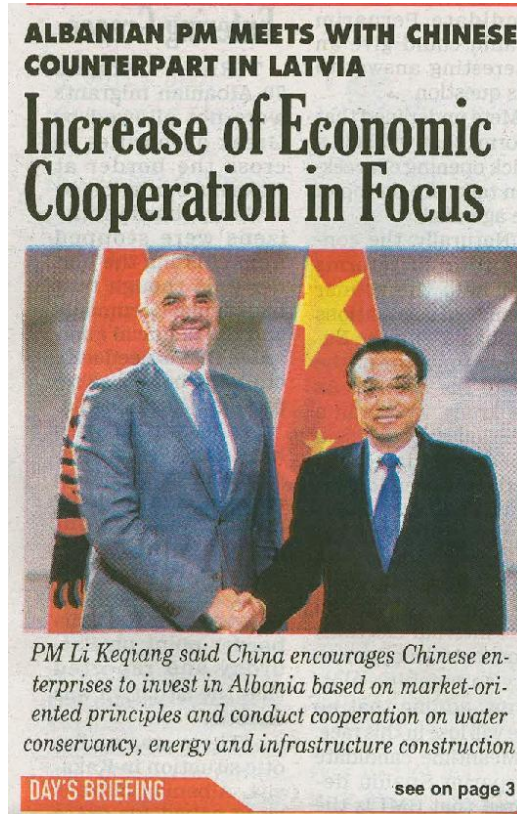 ALBANIAN PM MEETS WITH CHINESE
COUNTERPART IN LATVIA
Increase of Economic
Cooperation in Focus
PM Li Keqiang said China encourages Chinese en-
terprises to invest in Albania based on market-ori-
ented principles and conduct cooperation on water
conservancy, energy and infrastructure construction
DAY'S BRIEFING
see on page 3